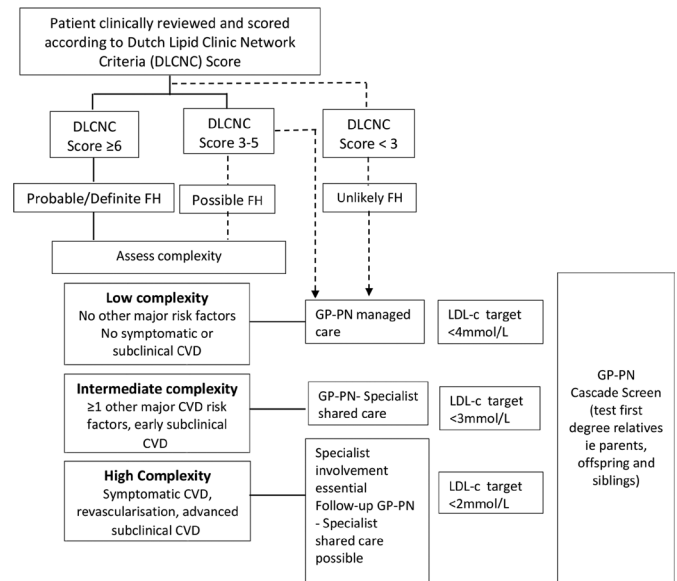 Patient clinically reviewed and scored
according to Dutch Lipid Clinic Network
Criteria (DLCNC) Score
DLCNC
Score ≥6
DLCNC
Score 3-5
DLCNC
Score < 3
Probable/Definite FH
Possible FH
Unlikely FH
Assess complexity
Low complexity
No other major risk factors
No symptomatic or
subclinical CVD
GP-PN managed
care
LDL-c target
<4mmol/L
Intermediate complexity
≥1 other major CVD risk
factors, early subclinical
CVD
GP-PN- Specialist
shared care
LDL-c target
<3mmol/L
High Complexity
Symptomatic CVD,
revascularisation, advanced
subclinical CVD
Specialist
involvement
essential
Follow-up GP-PN
- Specialist
shared care
possible
LDL-c target
<2mmol/L
GP-PN
Cascade Screen
(test first
degree relatives
ie parents,
offspring and
siblings)